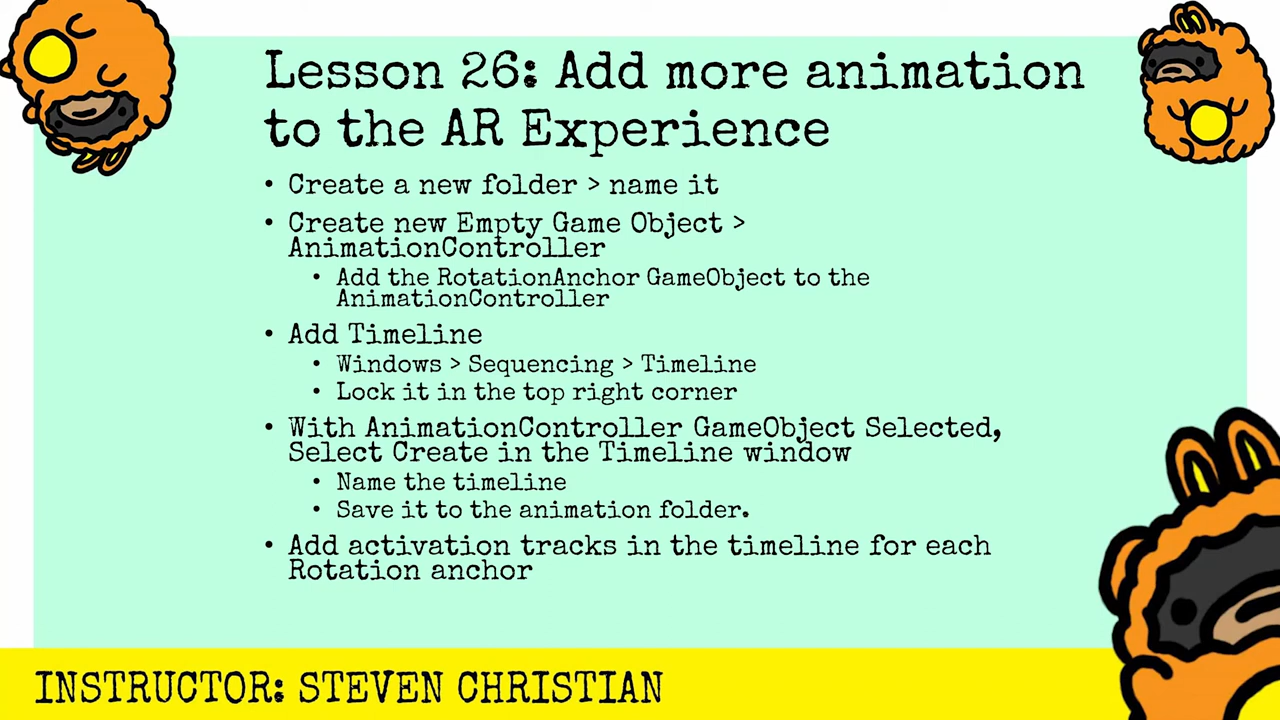 Lesson 26: Add more animation
to the AR Experience
• Create a new folder > name it
• Create new Empty Game Object >
AnimationController
• Add the RotationAnchor GameObject to the
AnimationController
• Add Timeline
• Windows > Sequencing > Timeline
• Lock it in the top right corner
• With AnimationController GameObject Selected,
Select Create in the Timeline window
• Name the timeline
• Save it to the animation folder.
• Add activation tracks in the timeline for each
Rotation anchor
INSTRUCTOR: STEVEN CHRISTIAN